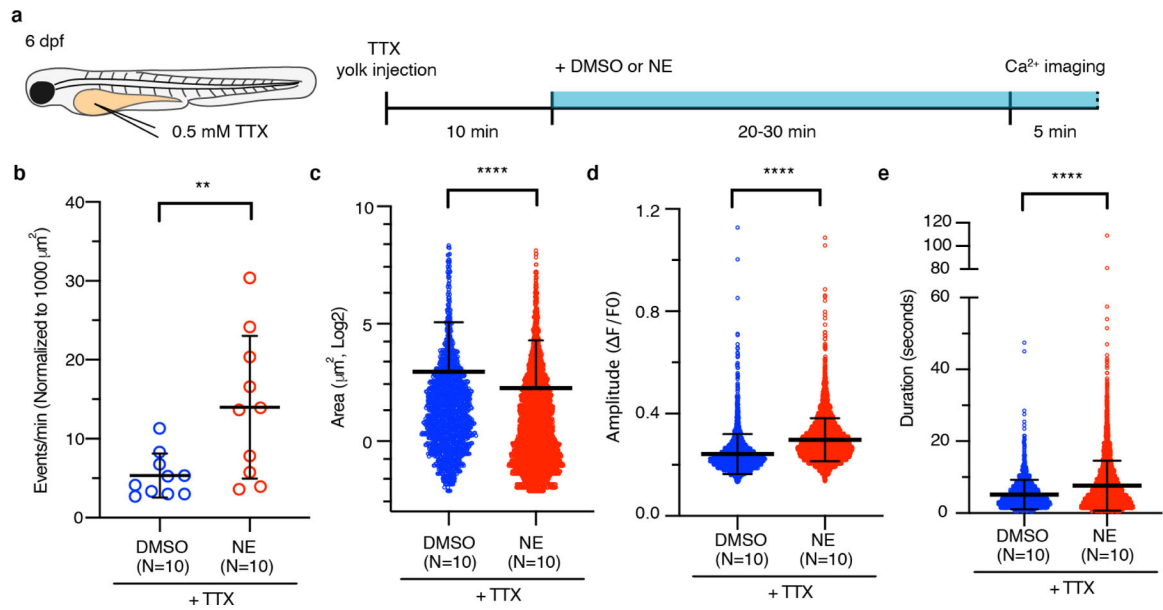 a
6 dpf
0.5 mM TTX
TTX
yolk injection
+ DMSO or NE
Ca²⁺ imaging
10 min
20-30 min
5 min
b
**
Events/min (Normalized to 1000 µm²)
40
30
20
10
0
DMSO
(N=10)
NE
(N=10)
+ TTX
c
****
Area (µm², Log2)
10
5
0
DMSO
(N=10)
NE
(N=10)
+ TTX
d
****
Amplitude (ΔF/F0)
1.2
0.8
0.4
0.0
DMSO
(N=10)
NE
(N=10)
+ TTX
e
****
Duration (seconds)
120
100
80
60
40
20
0
DMSO
(N=10)
NE
(N=10)
+ TTX